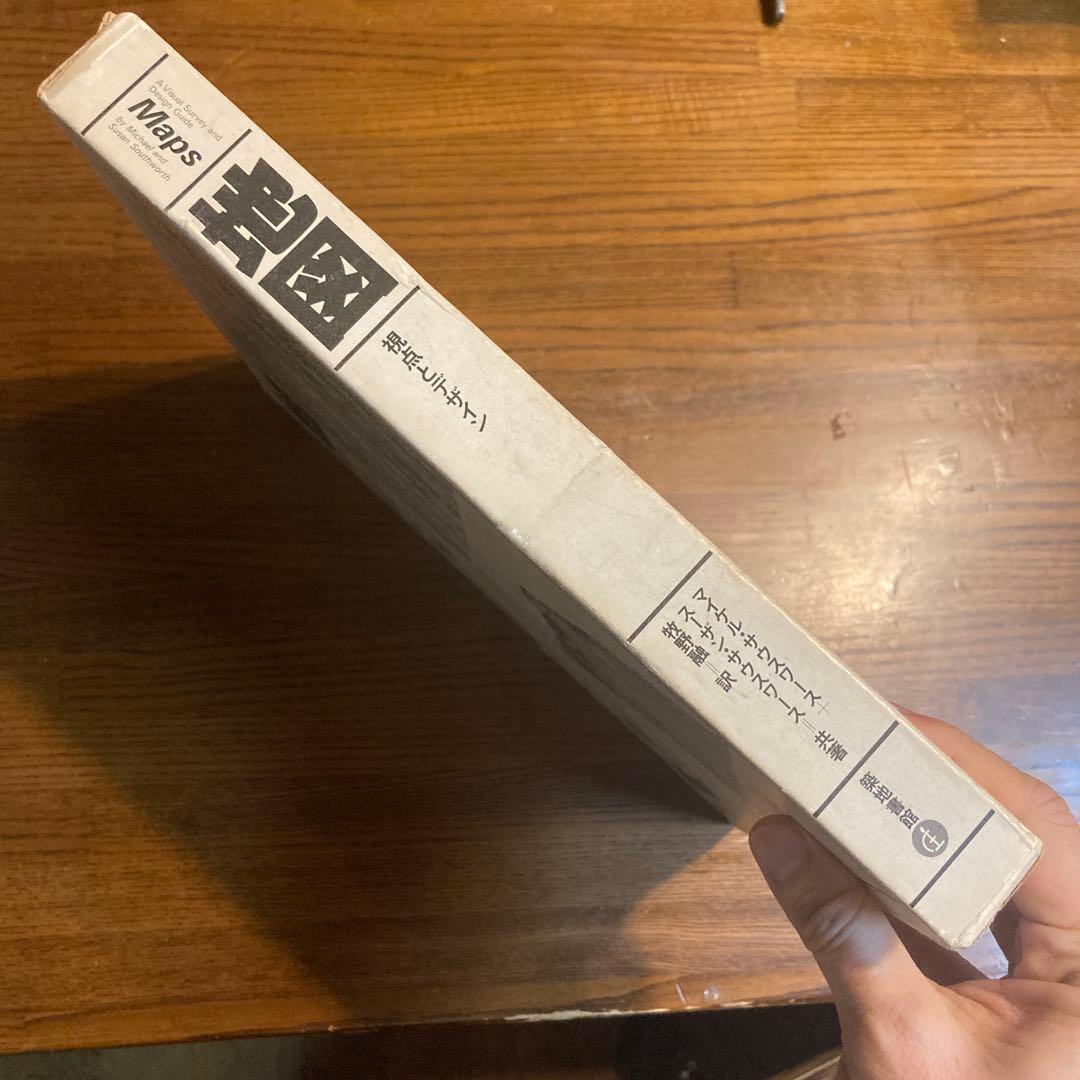 A Visual Survey and
Design Guide
Maps
by Michael and
Susan Southworth
地図
視点とデザイン
マイケル・サウスワース＋
スーザン・サウスワース＝共著
牧野融＝訳
築地書館